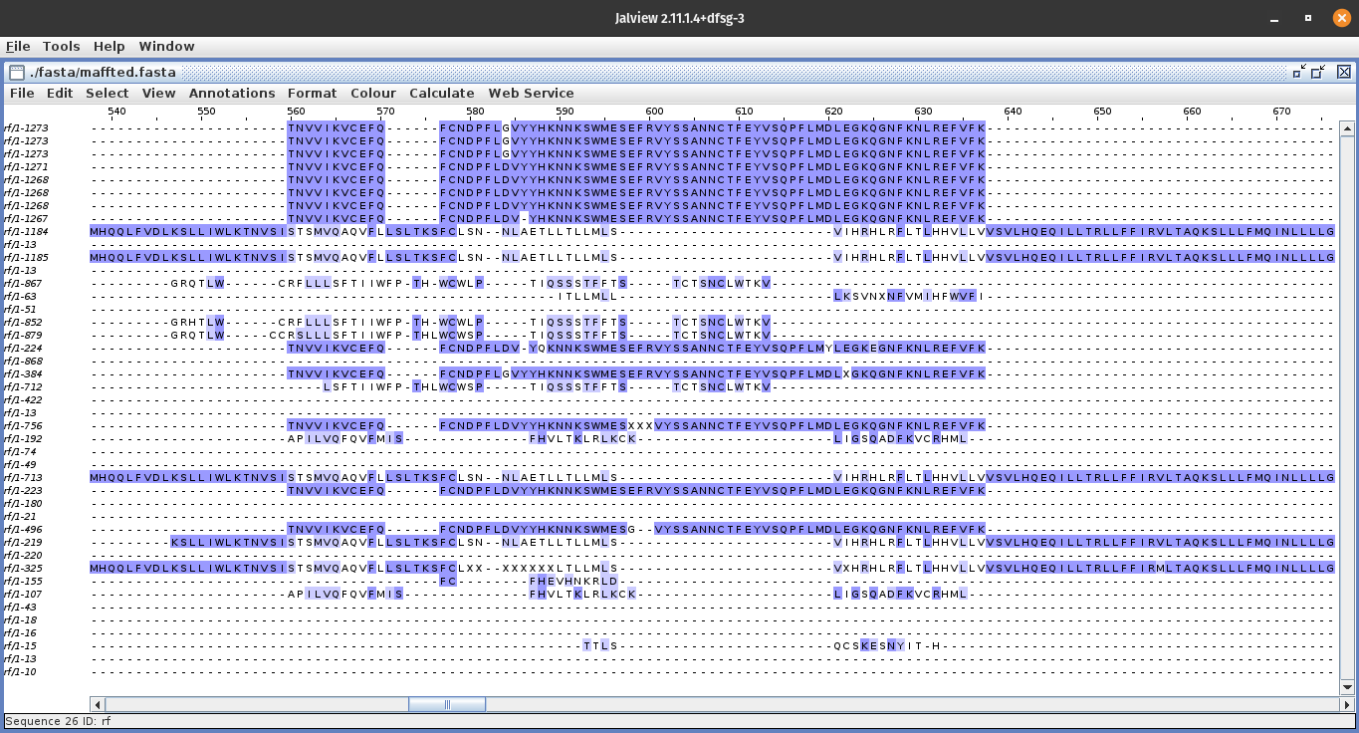 Jalview 2.11.1.4+dfsg-3
File Tools Help Window
./fasta/maffted.fasta
File Edit Select View Annotations Format Colour Calculate Web Service
540 550 560 570 580 590 600 610 620 630 640 650 660 670
rf/1-1273 TNVVIKVCEFQ------FCNDPFLGVYYHKNNKSWMESEFRVYSSANNCTFEYVSQPFLMDLEGKQGNFKNLREFVFK
rf/1-1273 TNVVIKVCEFQ------FCNDPFLGVYYHKNNKSWMESEFRVYSSANNCTFEYVSQPFLMDLEGKQGNFKNLREFVFK
rf/1-1273 TNVVIKVCEFQ------FCNDPFLGVYYHKNNKSWMESEFRVYSSANNCTFEYVSQPFLMDLEGKQGNFKNLREFVFK
rf/1-1271 TNVVIKVCEFQ------FCNDPFLDVYYHKNNKSWMESEFRVYSSANNCTFEYVSQPFLMDLEGKQGNFKNLREFVFK
rf/1-1268 TNVVIKVCEFQ------FCNDPFLDVYYHKNNKSWMESEFRVYSSANNCTFEYVSQPFLMDLEGKQGNFKNLREFVFK
rf/1-1268 TNVVIKVCEFQ------FCNDPFLDVYYHKNNKSWMESEFRVYSSANNCTFEYVSQPFLMDLEGKQGNFKNLREFVFK
rf/1-1268 TNVVIKVCEFQ------FCNDPFLDVYYHKNNKSWMESEFRVYSSANNCTFEYVSQPFLMDLEGKQGNFKNLREFVFK
rf/1-1267 TNVVIKVCEFQ------FCNDPFLDV-YHKNNKSWMESEFRVYSSANNCTFEYVSQPFLMDLEGKQGNFKNLREFVFK
rf/1-1184 MHQQLFVDLKSLLIWLKTNVSISTSMVQAQVFLLSLTKSFCLSN--NLAETLLTLLMLS------------------------VIHRHLRFLTLHHVLLVVSVLHQEQILLTRLLFFIRVLTAQKSLLLFMQINLLLLG
rf/1-13
rf/1-1185 MHQQLFVDLKSLLIWLKTNVSISTSMVQAQVFLLSLTKSFCLSN--NLAETLLTLLMLS------------------------VIHRHLRFLTLHHVLLVVSVLHQEQILLTRLLFFIRVLTAQKSLLLFMQINLLLLG
rf/1-13
rf/1-867 GRQTLW------CRFLLLSFTIIWFP-TH-WCWLP-----TIQSSSTFFTS-----TCTSNCLWTKV
rf/1-63 ITLLMLL------------------------LKSVNXNFVMIHFWVFI
rf/1-51
rf/1-852 GRHTLW------CRFLLLSFTIIWFP-TH-WCWLP-----TIQSSSTFFTS-----TCTSNCLWTKV
rf/1-879 GRQTLW-----CCRSLLLSFTIIWFP-THLWCWSP-----TIQSSSTFFTS-----TCTSNCLWTKV
rf/1-224 TNVVIKVCEFQ------FCNDPFLDV-YQKNNKSWMESEFRVYSSANNCTFEYVSQPFLMYLEGKEGNFKNLREFVFK
rf/1-868
rf/1-384 TNVVIKVCEFQ------FCNDPFLGVYYHKNNKSWMESEFRVYSSANNCTFEYVSQPFLMDLXGKQGNFKNLREFVFK
rf/1-712 LSFTIIWFP-THLWCWSP-----TIQSSSTFFTS-----TCTSNCLWTKV
rf/1-422
rf/1-13
rf/1-756 TNVVIKVCEFQ------FCNDPFLDVYYHKNNKSWMESXXXVYSSANNCTFEYVSQPFLMDLEGKQGNFKNLREFVFK
rf/1-192 APILVQFQVFMIS--------------FHVLTKLRLKCK----------------------LIGSQADFKVCRHML
rf/1-74
rf/1-49
rf/1-713 MHQQLFVDLKSLLIWLKTNVSISTSMVQAQVFLLSLTKSFCLSN--NLAETLLTLLMLS------------------------VIHRHLRFLTLHHVLLVVSVLHQEQILLTRLLFFIRVLTAQKSLLLFMQINLLLLG
rf/1-223 TNVVIKVCEFQ------FCNDPFLDVYYHKNNKSWMESEFRVYSSANNCTFEYVSQPFLMDLEGKQGNFKNLREFVFK
rf/1-180
rf/1-21
rf/1-496 TNVVIKVCEFQ------FCNDPFLDVYYHKNNKSWMESG--VYSSANNCTFEYVSQPFLMDLEGKQGNFKNLREFVFK
rf/1-219 KSLLIWLKTNVSISTSMVQAQVFLLSLTKSFCLSN--NLAETLLTLLMLS------------------------VIHRHLRFLTLHHVLLVVSVLHQEQILLTRLLFFIRVLTAQKSLLLFMQINLLLLG
rf/1-220
rf/1-325 MHQQLFVDLKSLLIWLKTNVSISTSMVQAQVFLLSLTKSFCLXX--XXXXXXLTLLMLS------------------------VXHRHLRFLTLHHVLLVVSVLHQEQILLTRLLFFIRMLTAQKSLLLFMQINLLLLG
rf/1-155 FC--------FHEVHNKRLD
rf/1-107 APILVQFQVFMIS--------------FHVLTKLRLKCK----------------------LIGSQADFKVCRHML
rf/1-43
rf/1-18
rf/1-16
rf/1-15 TTLS------------------------QCSKESNYIT-H
rf/1-13
rf/1-10
Sequence 26 ID: rf